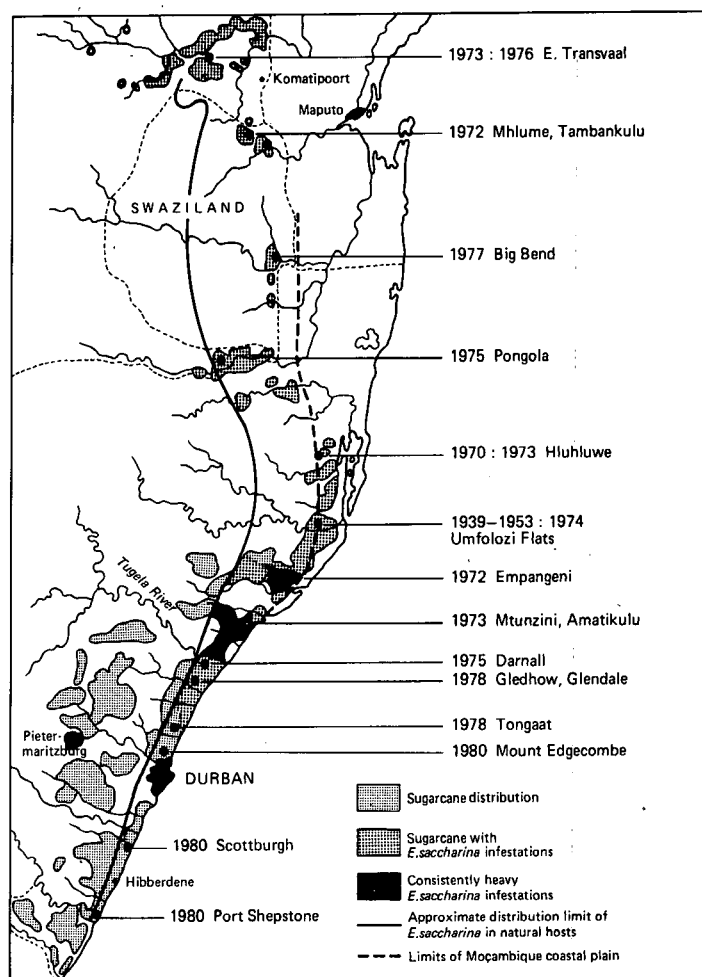 1973 : 1976 E. Transvaal
Komatipoort
Maputo
1972 Mhlume, Tambankulu
SWAZILAND
1977 Big Bend
1975 Pongola
1970 : 1973 Hluhluwe
1939–1953 : 1974
Umfolozi Flats
Tugela River
1972 Empangeni
1973 Mtunzini, Amatikulu
1975 Darnall
1978 Gledhow, Glendale
1978 Tongaat
Pieter-
maritzburg
1980 Mount Edgecombe
DURBAN
Sugarcane distribution
Sugarcane with
E.saccharina infestations
1980 Scottburgh
Hibberdene
Consistently heavy
E.saccharina infestations
1980 Port Shepstone
Approximate distribution limit of
E.saccharina in natural hosts
Limits of Moçambique coastal plain